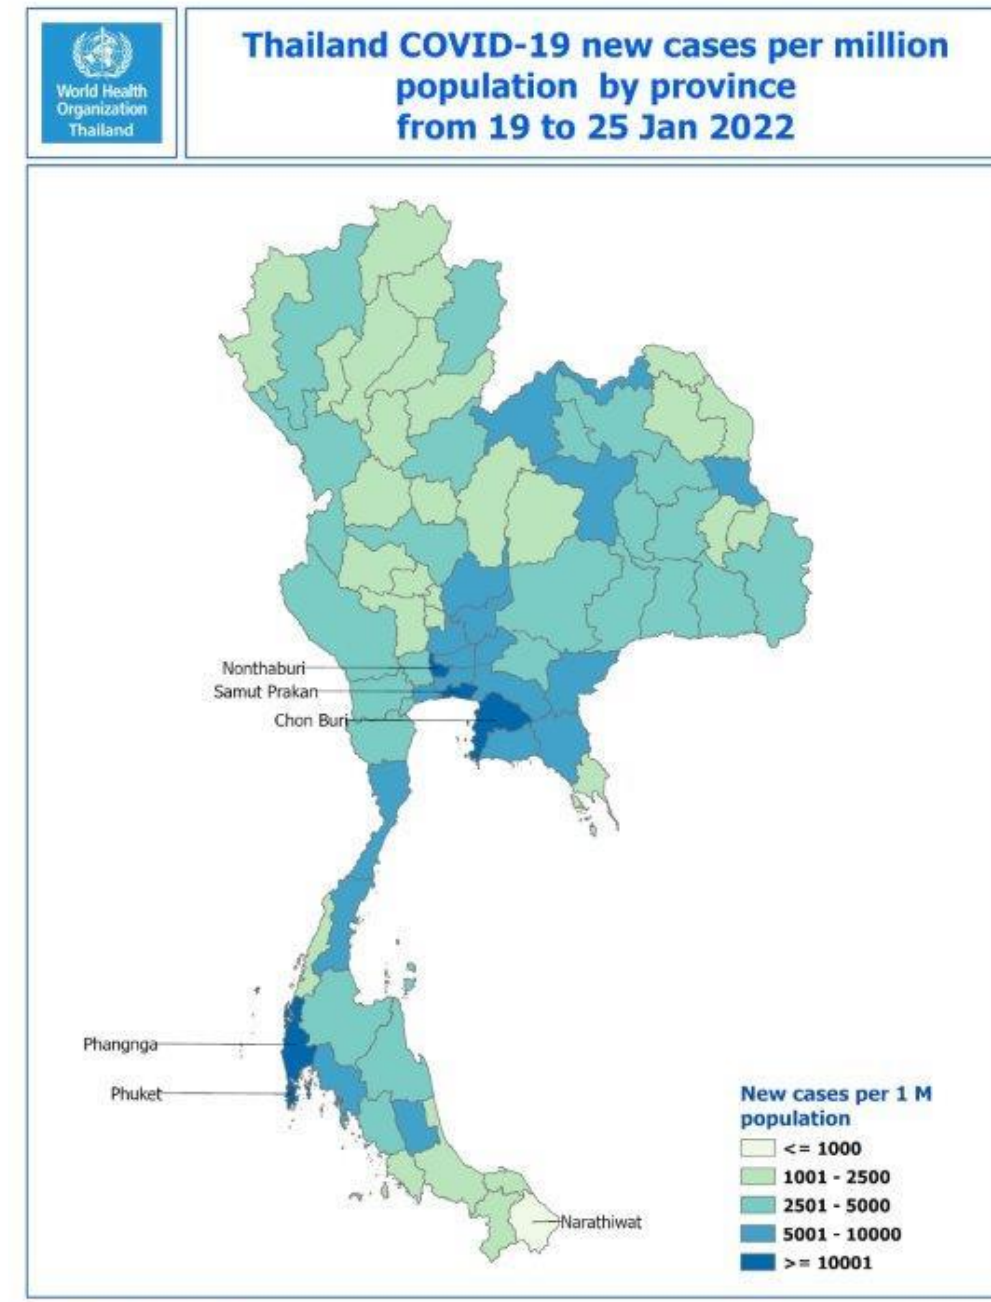 World Health
Organization
Thailand
Thailand COVID-19 new cases per million
population by province
from 19 to 25 Jan 2022
Nonthaburi
Samut Prakan
Chon Buri
Phangnga
Phuket
Narathiwat
New cases per 1 M
population
<= 1000
1001 - 2500
2501 - 5000
5001 - 10000
>= 10001